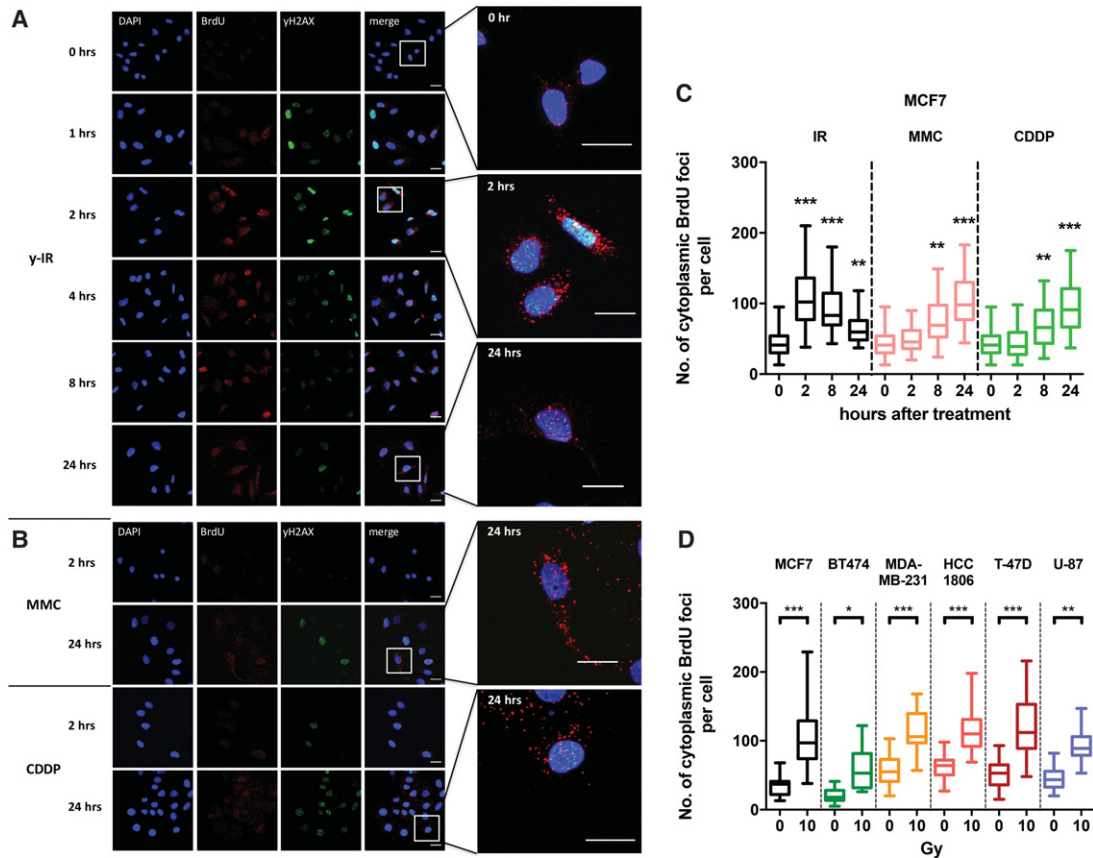 A
DAPI BrdU yH2AX merge
0 hrs
1 hrs
2 hrs
y-IR
4 hrs
8 hrs
24 hrs
0 hr
2 hrs
24 hrs
B
DAPI BrdU yH2AX merge
2 hrs
MMC
24 hrs
2 hrs
CDDP
24 hrs
24 hrs
24 hrs
C
MCF7
IR MMC CDDP
No. of cytoplasmic BrdU foci
per cell
300
200
100
0
*** *** **
** ***
** ***
0 2 8 24 0 2 8 24 0 2 8 24
hours after treatment
D
MCF7 BT474 MDA-
MB-231 HCC
1806 T-47D U-87
No. of cytoplasmic BrdU foci
per cell
300
200
100
0
*** * *** *** *** **
0 10 0 10 0 10 0 10 0 10 0 10
Gy